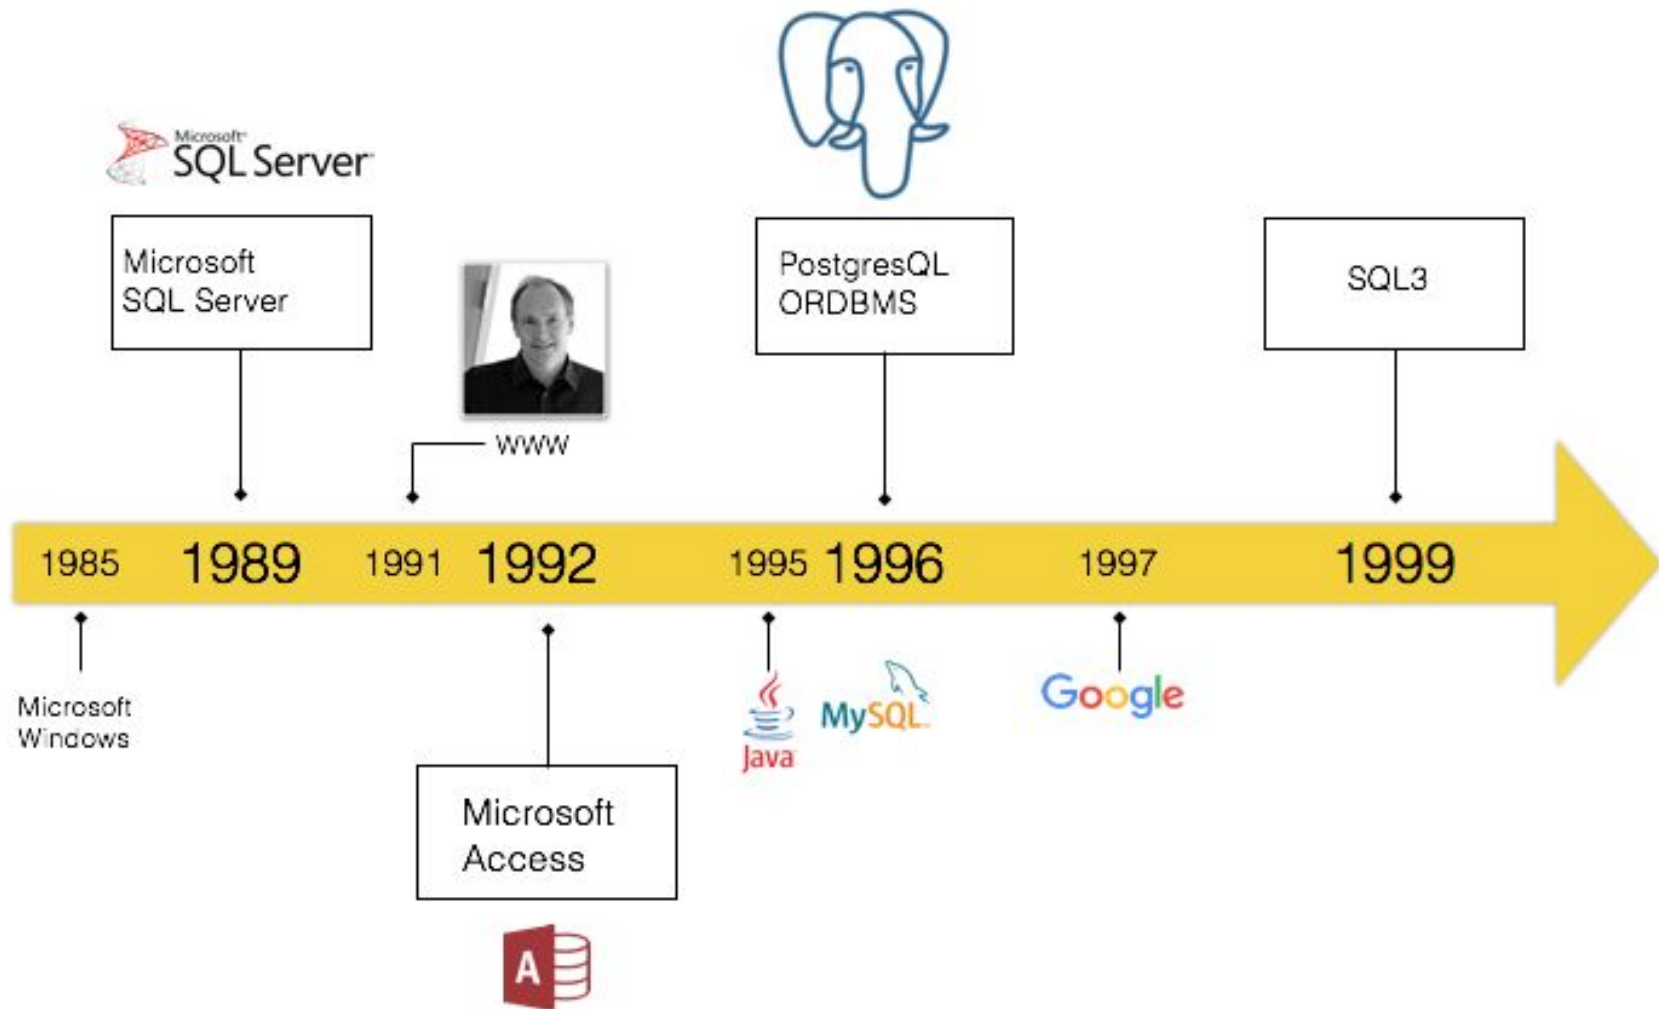 Microsoft
SQL Server
Microsoft
SQL Server
PostgresQL
ORDBMS
SQL3
WWW
1985 1989 1991 1992 1995 1996 1997 1999
Microsoft
Windows
Java
MySQL
Google
Microsoft
Access
A